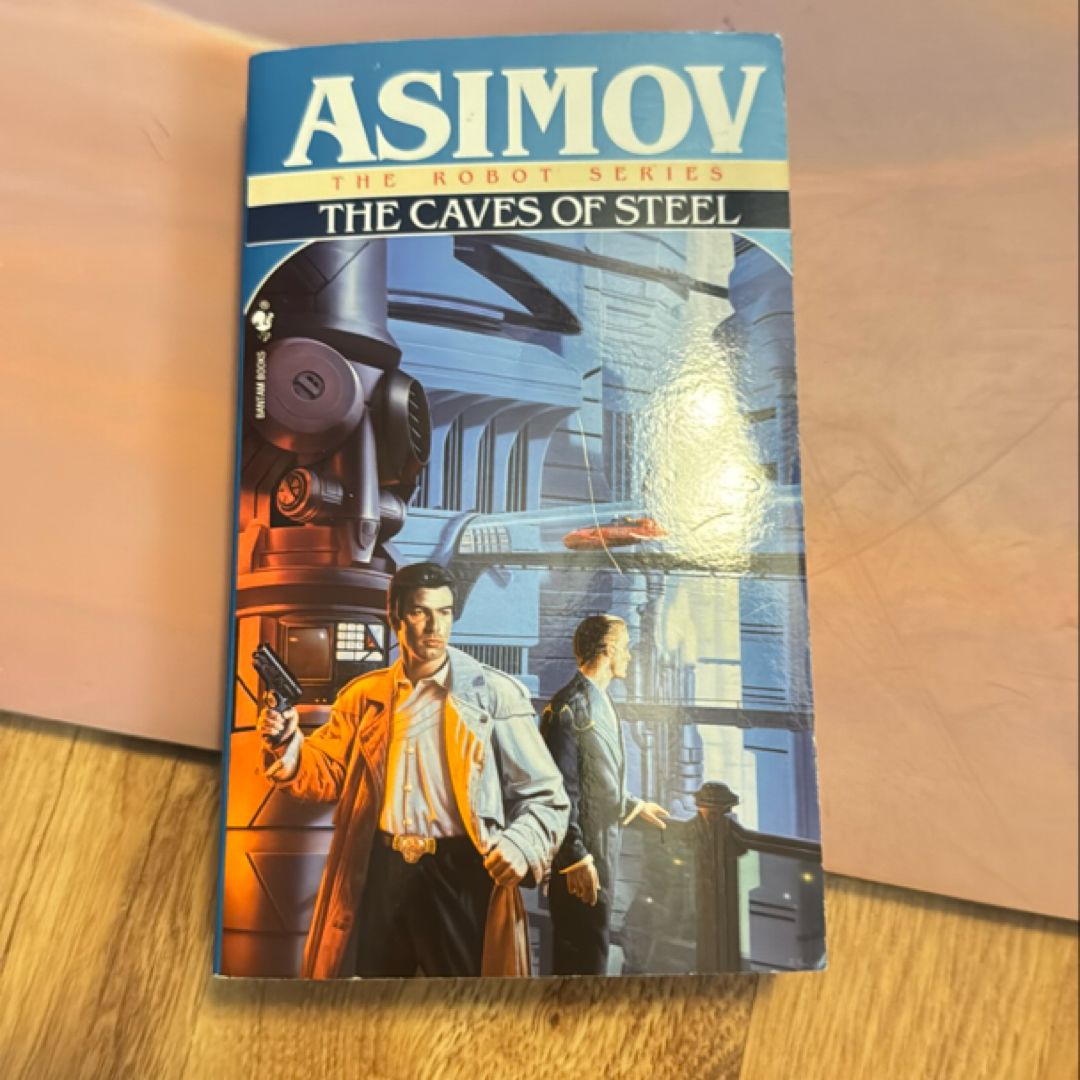 ASIMOV
THE ROBOT SERIES
THE CAVES OF STEEL
BANTAM BOOKS